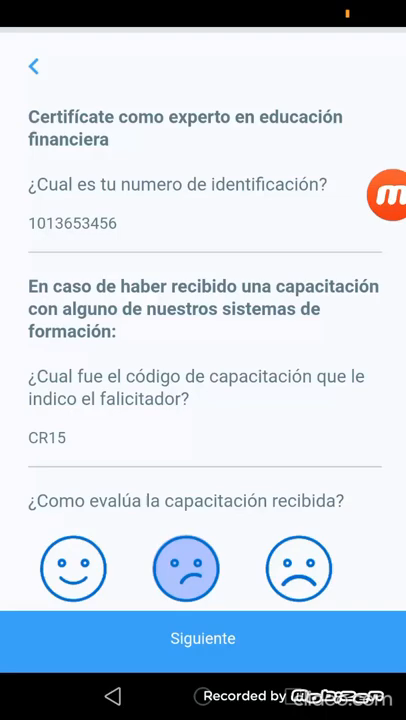 Certifícate como experto en educación
financiera
¿Cual es tu numero de identificación?
1013653456
En caso de haber recibido una capacitación
con alguno de nuestros sistemas de
formación:
¿Cual fue el código de capacitación que le
indico el falicitador?
CR15
¿Como evalúa la capacitación recibida?
Siguiente
Recorded by